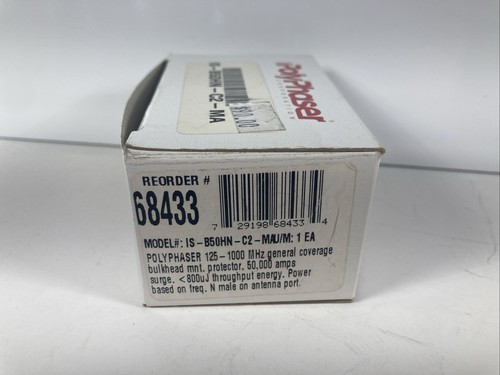 PolyPhaser
CORPORATION
IS-B50HN-C2-MA
REORDER #
68433
7 29198 68433 4
MODEL#: IS-B50HN-C2-MAU/M: 1 EA
POLYPHASER 125-1000 MHz general coverage
bulkhead mnt. protector. 50,000 amps
surge. <800uJ throughput energy. Power
based on freq. N male on antenna port.